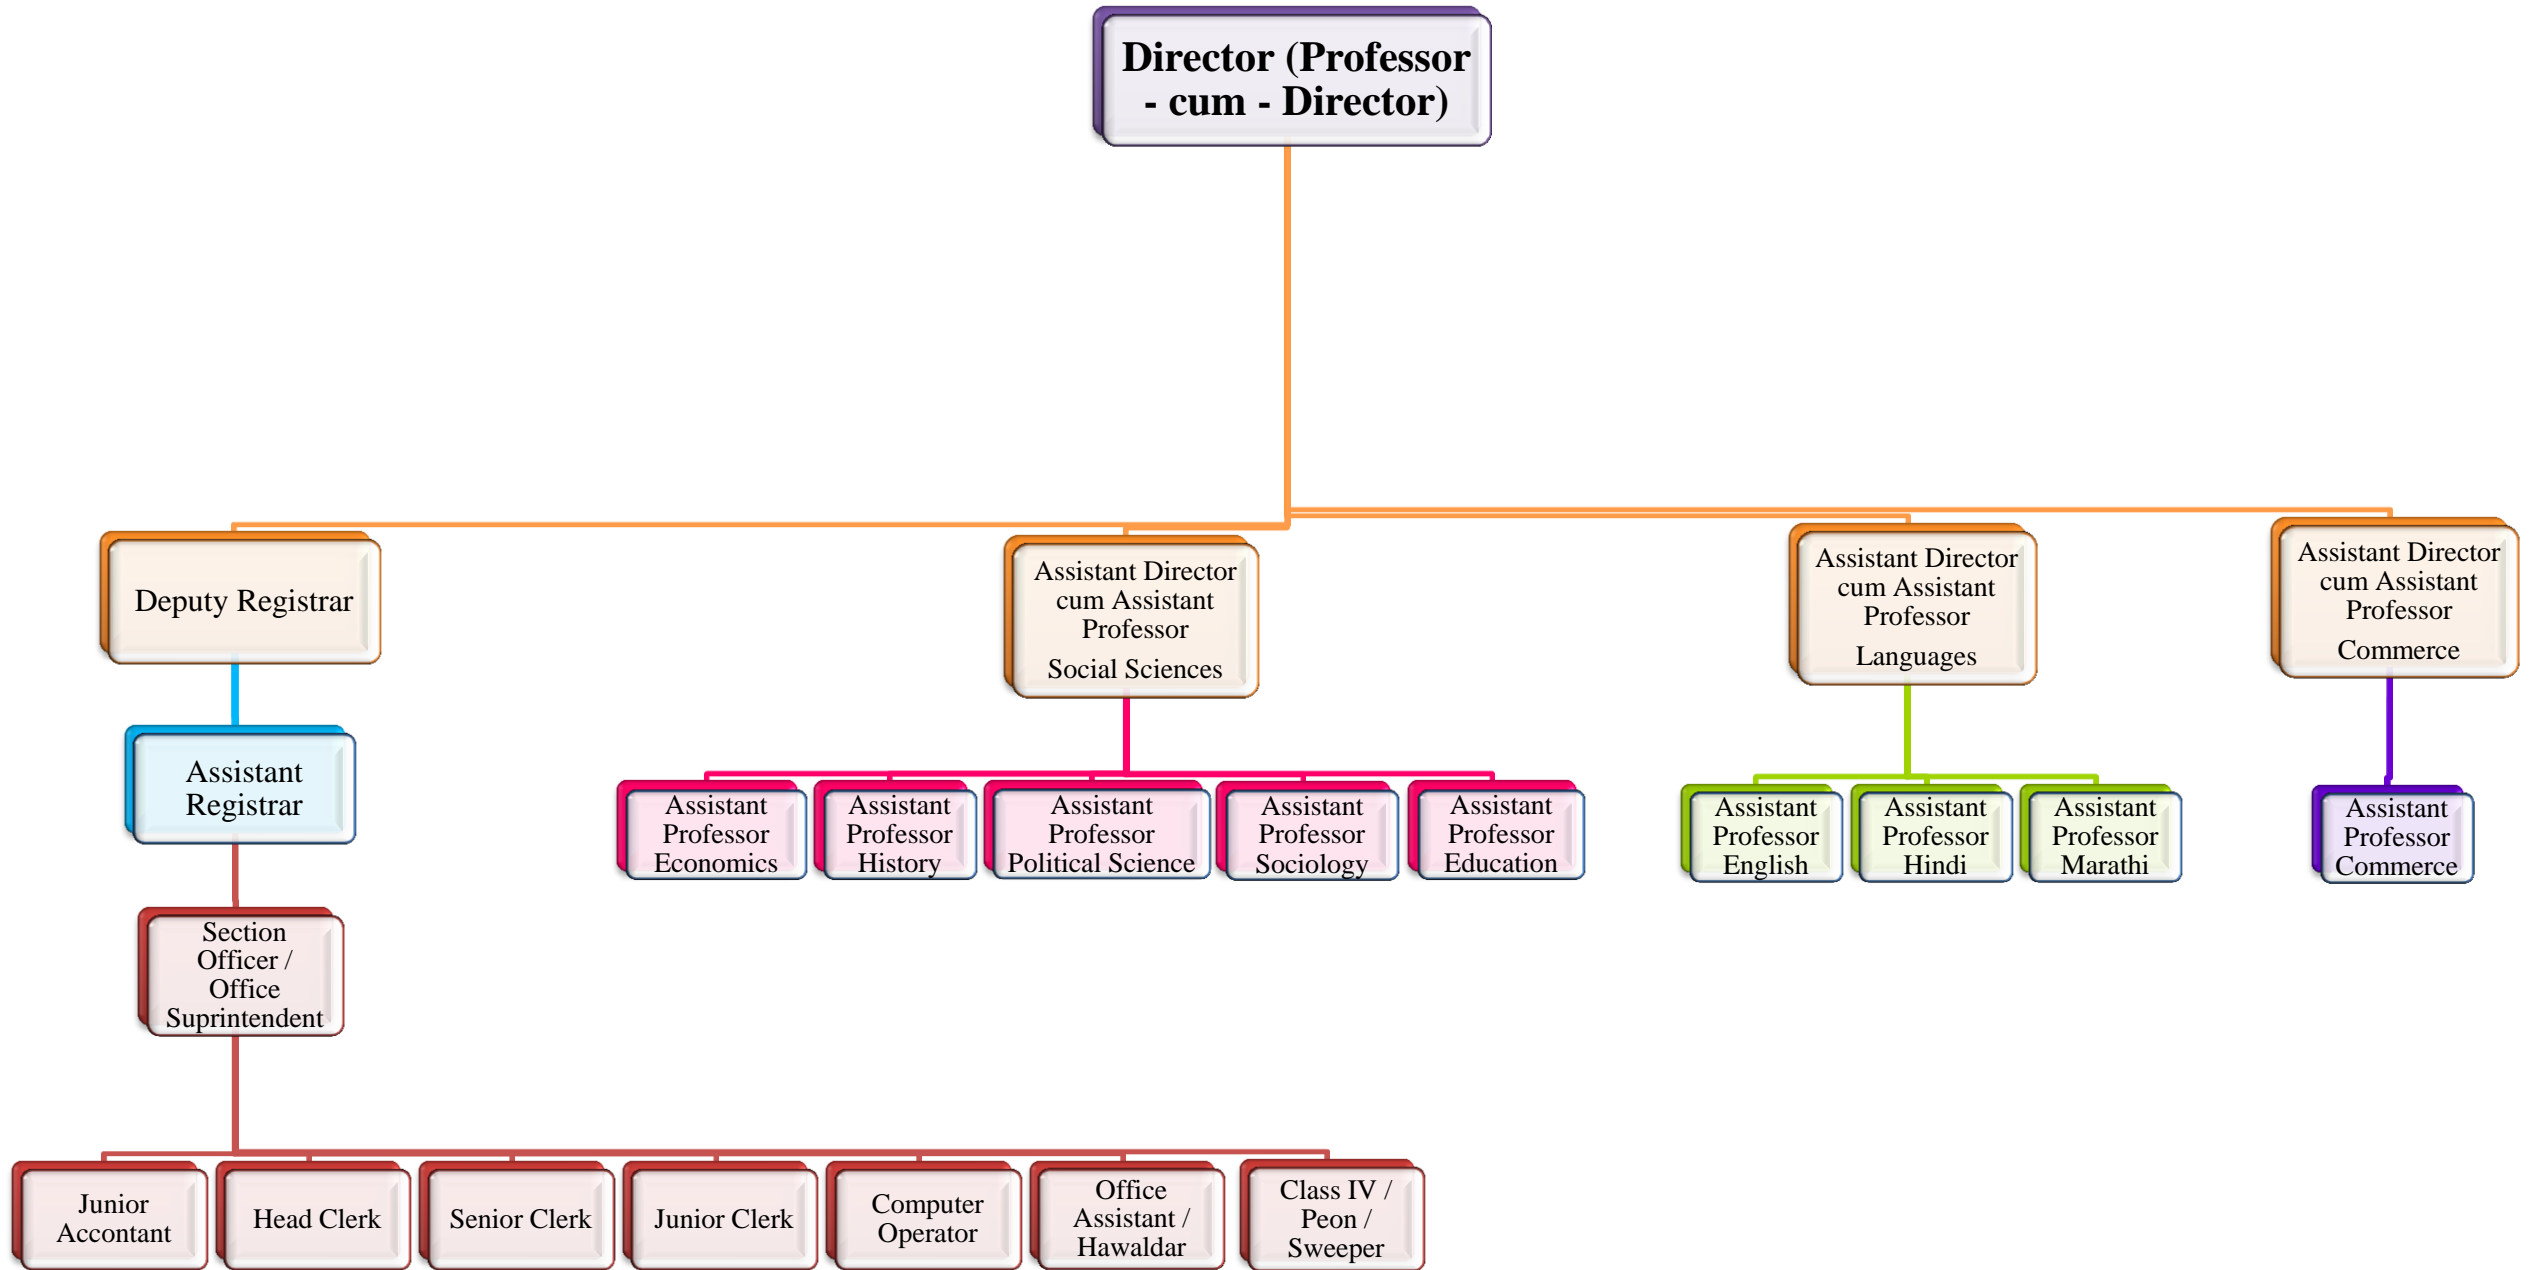 Director (Professor
- cum - Director)
Deputy Registrar
Assistant Director
cum Assistant
Professor
Social Sciences
Assistant Director
cum Assistant
Professor
Languages
Assistant Director
cum Assistant
Professor
Commerce
Assistant
Registrar
Assistant
Professor
Economics
Assistant
Professor
History
Assistant
Professor
Political Science
Assistant
Professor
Sociology
Assistant
Professor
Education
Assistant
Professor
English
Assistant
Professor
Hindi
Assistant
Professor
Marathi
Assistant
Professor
Commerce
Section
Officer /
Office
Suprintendent
Junior
Accontant
Head Clerk
Senior Clerk
Junior Clerk
Computer
Operator
Office
Assistant /
Hawaldar
Class IV /
Peon /
Sweeper